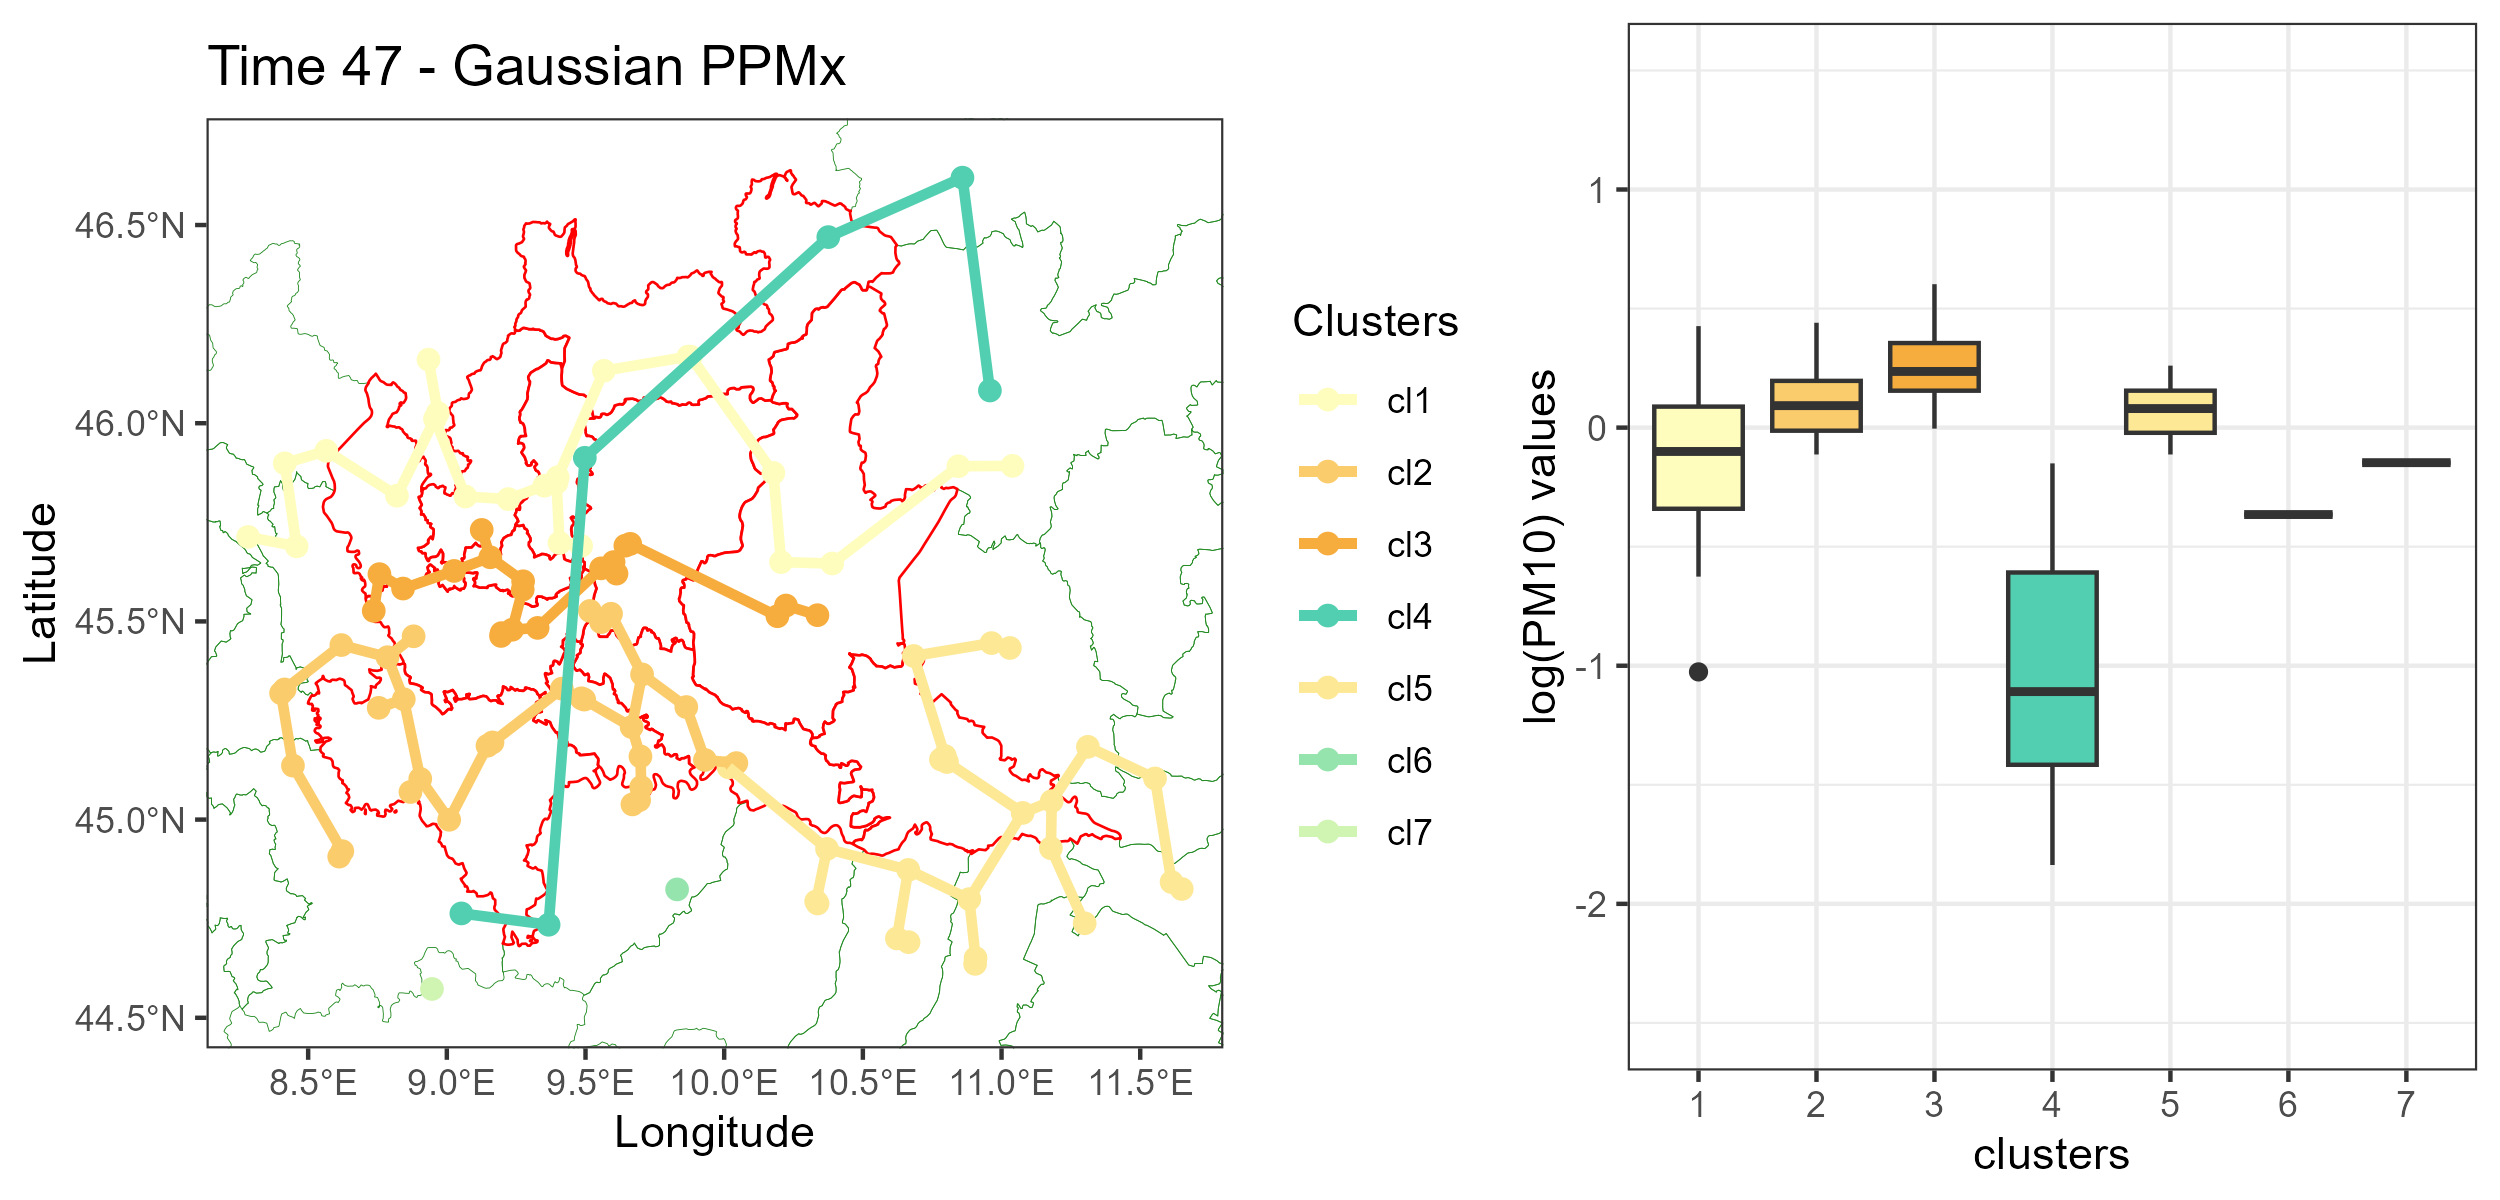 Time 47 - Gaussian PPMx
Latitude
46.5°N
46.0°N
45.5°N
45.0°N
44.5°N
8.5°E
9.0°E
9.5°E
10.0°E
10.5°E
11.0°E
11.5°E
Longitude
Clusters
cl1
cl2
cl3
cl4
cl5
cl6
cl7
log(PM10) values
1
0
-1
-2
1
2
3
4
5
6
7
clusters